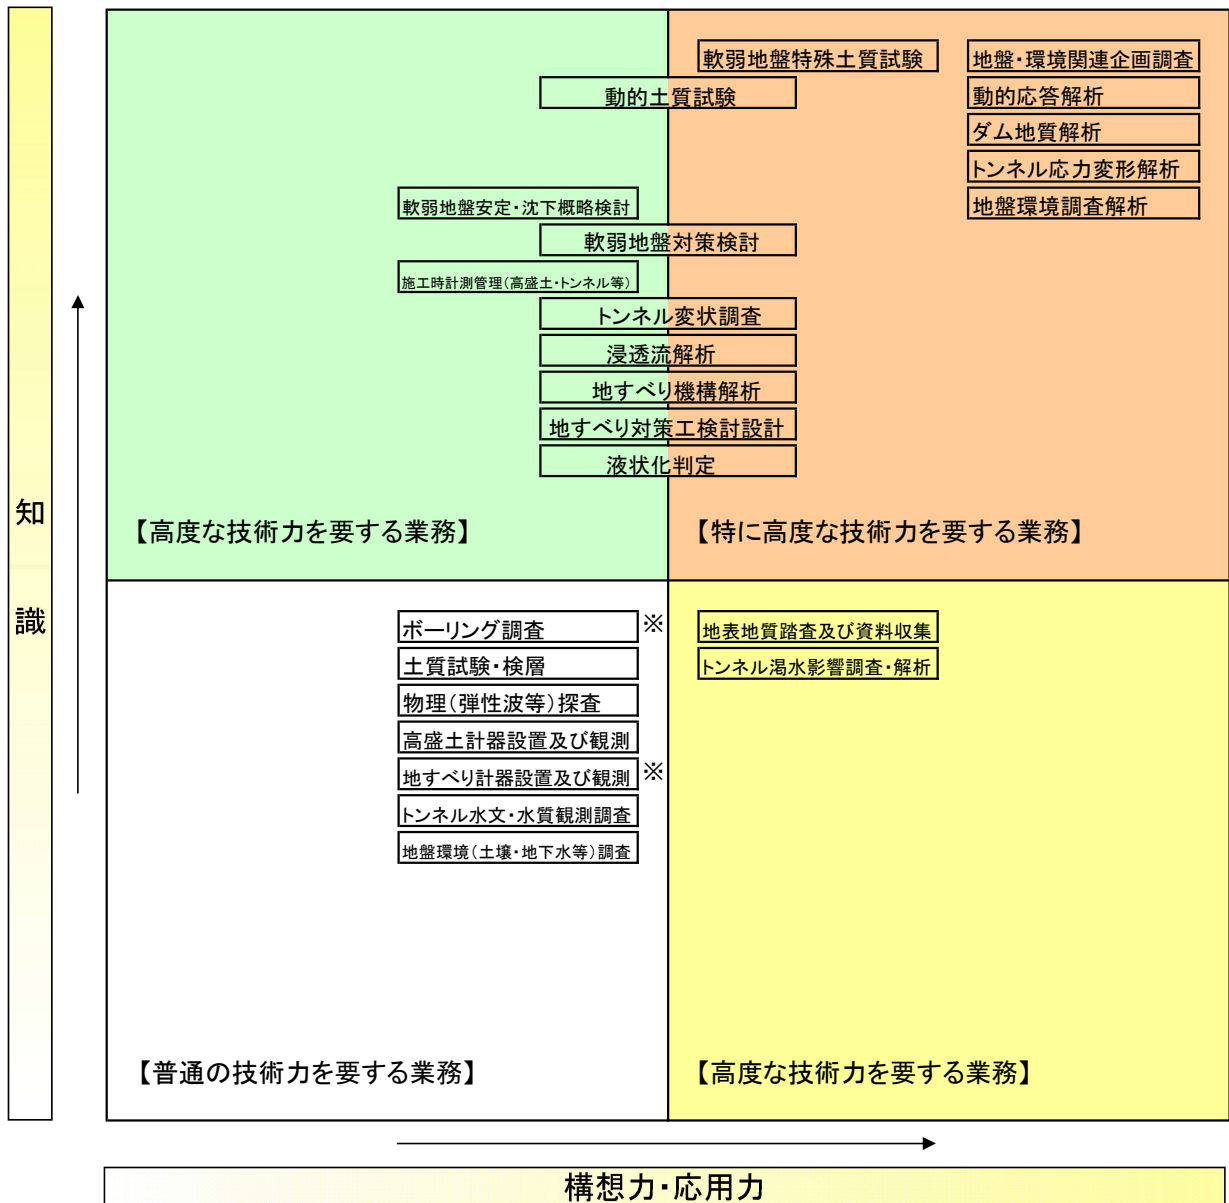 軟弱地盤特殊土質試験
地盤・環境関連企画調査
動的土質試験
動的応答解析
ダム地質解析
トンネル応力変形解析
軟弱地盤安定・沈下概略検討
地盤環境調査解析
軟弱地盤対策検討
施工時計測管理(高盛土・トンネル等)
トンネル変状調査
浸透流解析
地すべり機構解析
地すべり対策工検討設計
液状化判定
【高度な技術力を要する業務】
【特に高度な技術力を要する業務】
知
識
ボーリング調査 ※
土質試験・検層
物理(弾性波等)探査
高盛土計器設置及び観測
地すべり計器設置及び観測 ※
トンネル水文・水質観測調査
地盤環境(土壌・地下水等)調査
地表地質踏査及び資料収集
トンネル渇水影響調査・解析
【普通の技術力を要する業務】
【高度な技術力を要する業務】
構想力・応用力